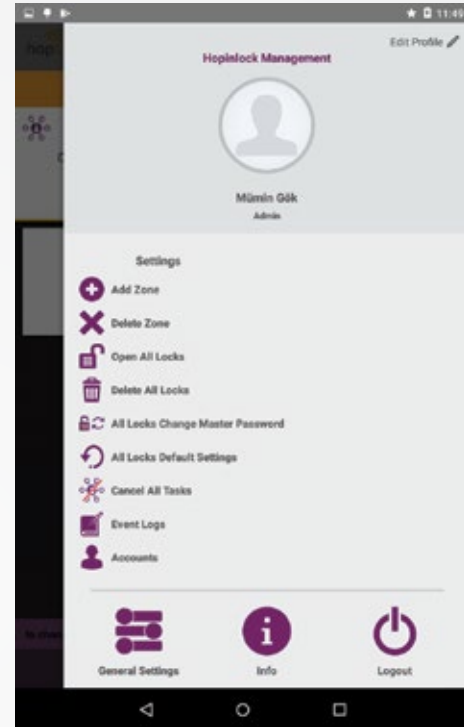 11:49
hop
Edit Profile
Hopinlock Management
Mümin Gök
Admin
Settings
Add Zone
Delete Zone
Open All Locks
Delete All Locks
All Locks Change Master Password
All Locks Default Settings
Cancel All Tasks
Event Logs
Accounts
General Settings
Info
Logout